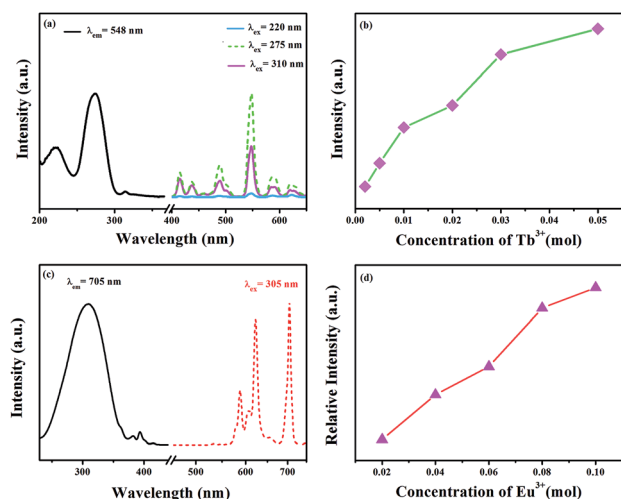 (a)
λem = 548 nm
λex = 220 nm
λex = 275 nm
λex = 310 nm
Intensity (a.u.)
200 300 400 500 600
Wavelength (nm)
(b)
Intensity (a.u.)
0.00 0.01 0.02 0.03 0.04 0.05
Concentration of Tb³⁺(mol)
(c)
λem = 705 nm
λex = 305 nm
Intensity (a.u.)
300 400 500 600 700
Wavelength (nm)
(d)
Relative Intensity (a.u.)
0.02 0.04 0.06 0.08 0.10
Concentration of Eu³⁺(mol)